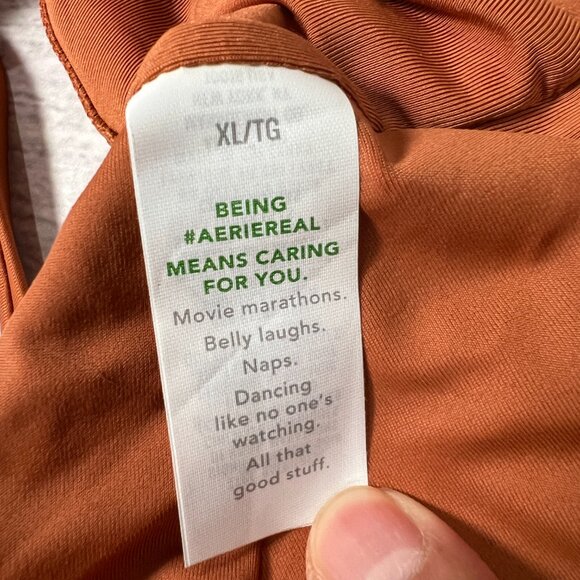 XL/TG
BEING
#AERIEREAL
MEANS CARING
FOR YOU.
Movie marathons.
Belly laughs.
Naps.
Dancing
like no one's
watching.
All that
good stuff.